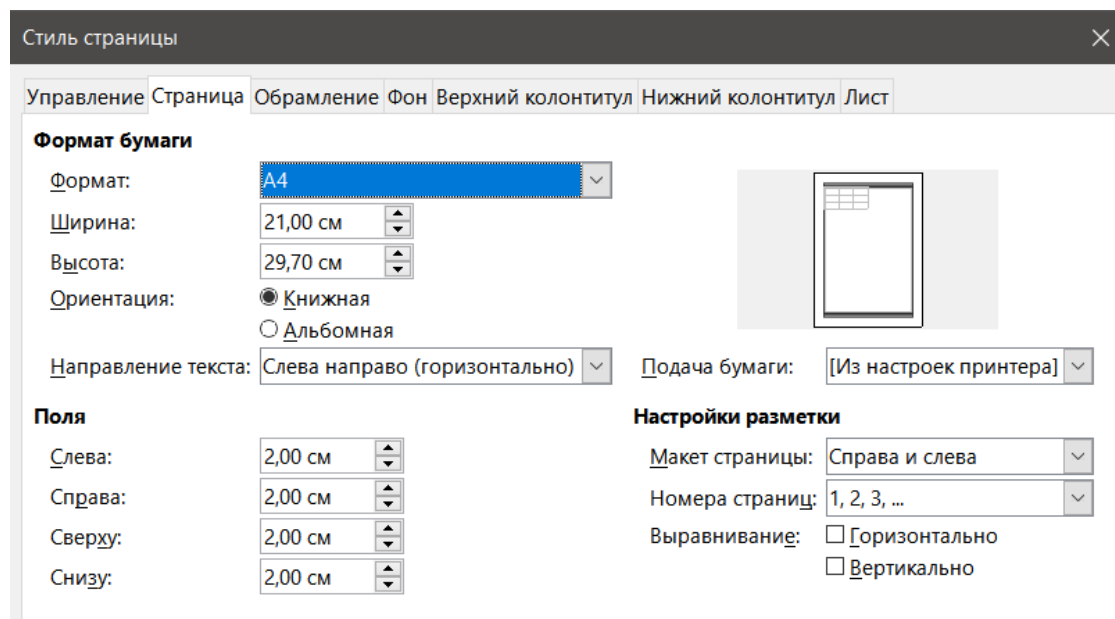 Стиль страницы
Управление Страница Обрамление Фон Верхний колонтитул Нижний колонтитул Лист
Формат бумаги
Формат: A4
Ширина: 21,00 см
Высота: 29,70 см
Ориентация: Книжная
Альбомная
Направление текста: Слева направо (горизонтально) Подача бумаги: [Из настроек принтера]
Поля Настройки разметки
Слева: 2,00 см Макет страницы: Справа и слева
Справа: 2,00 см Номера страниц: 1, 2, 3, ...
Сверху: 2,00 см Выравнивание: Горизонтально
Снизу: 2,00 см Вертикально